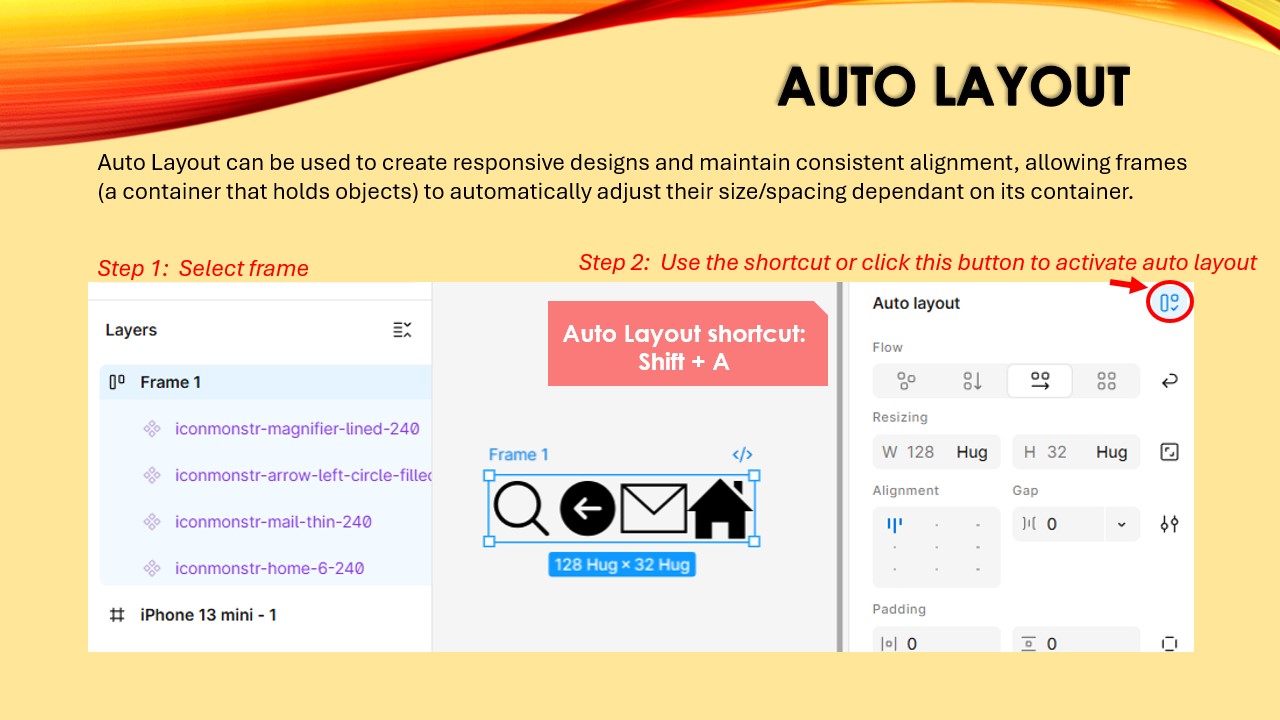 AUTO LAYOUT
Auto Layout can be used to create responsive designs and maintain consistent alignment, allowing frames
(a container that holds objects) to automatically adjust their size/spacing dependant on its container.
Step 1: Select frame
Step 2: Use the shortcut or click this button to activate auto layout
Layers
Frame 1
iconmonstr-magnifier-lined-240
iconmonstr-arrow-left-circle-filled
iconmonstr-mail-thin-240
iconmonstr-home-6-240
iPhone 13 mini - 1
Auto Layout shortcut:
Shift + A
Frame 1 </>
128 Hug × 32 Hug
Auto layout
Flow
Resizing
W 128 Hug H 32 Hug
Alignment Gap
0
Padding
0 0